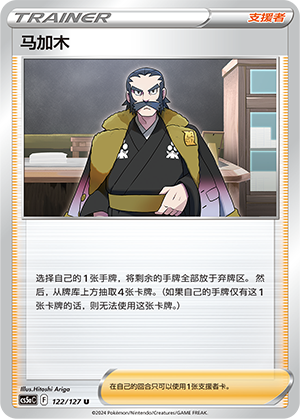 TRAINER
支援者
马加木
选择自己的1张手牌，将剩余的手牌全部放于弃牌区。然
后，从牌库上方抽取4张卡牌。（如果自己的手牌仅有这1
张卡牌的话，则无法使用这张卡牌。）
Illus.Hitoshi Ariga
CS5aC F 122/127 U
在自己的回合只可以使用1张支援者卡。
©2024 Pokémon/Nintendo/Creatures/GAME FREAK.